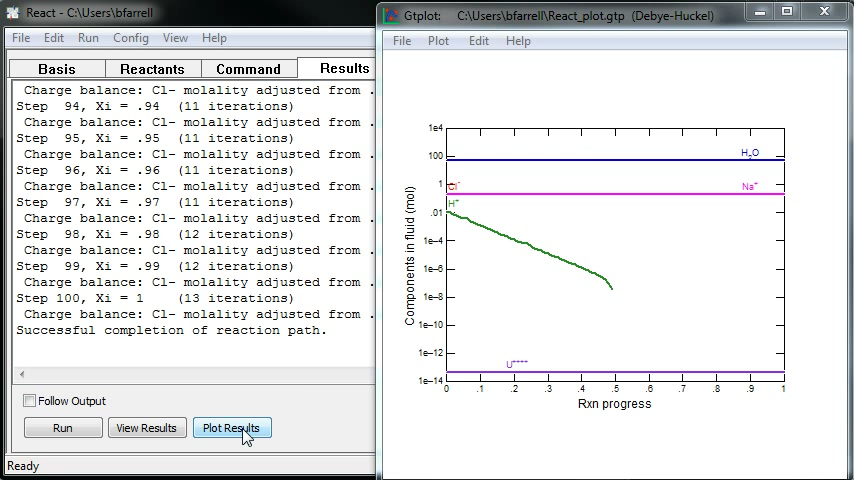 React - C:\Users\bfarrell
File Edit Run Config View Help
Basis Reactants Command Results
Charge balance: Cl- molality adjusted from .
Step 94, Xi = .94 (11 iterations)
Charge balance: Cl- molality adjusted from .
Step 95, Xi = .95 (11 iterations)
Charge balance: Cl- molality adjusted from .
Step 96, Xi = .96 (11 iterations)
Charge balance: Cl- molality adjusted from .
Step 97, Xi = .97 (11 iterations)
Charge balance: Cl- molality adjusted from .
Step 98, Xi = .98 (12 iterations)
Charge balance: Cl- molality adjusted from .
Step 99, Xi = .99 (12 iterations)
Charge balance: Cl- molality adjusted from .
Step 100, Xi = 1 (13 iterations)
Charge balance: Cl- molality adjusted from .
Successful completion of reaction path.
Follow Output
Run View Results Plot Results
Ready
Gtplot: C:\Users\bfarrell\React_plot.gtp (Debye-Huckel)
File Plot Edit Help
Components in fluid (mol)
1e4
100
1
.01
1e–4
1e–6
1e–8
1e–10
1e–12
1e–14
H₂O
Cl⁻
Na⁺
H⁺
U⁺⁺⁺⁺
0 .1 .2 .3 .4 .5 .6 .7 .8 .9 1
Rxn progress